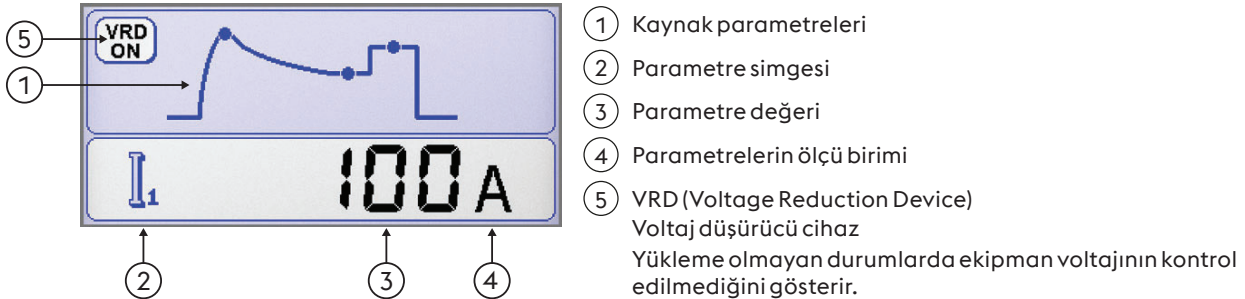 VRD
ON
5
1
I1
100 A
2
3
4
1 Kaynak parametreleri
2 Parametre simgesi
3 Parametre değeri
4 Parametrelerin ölçü birimi
5 VRD (Voltage Reduction Device)
Voltaj düşürücü cihaz
Yükleme olmayan durumlarda ekipman voltajının kontrol
edilmediğini gösterir.